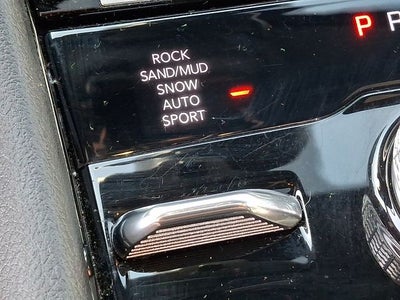 ROCK
SAND/MUD
SNOW
AUTO
SPORT
P R